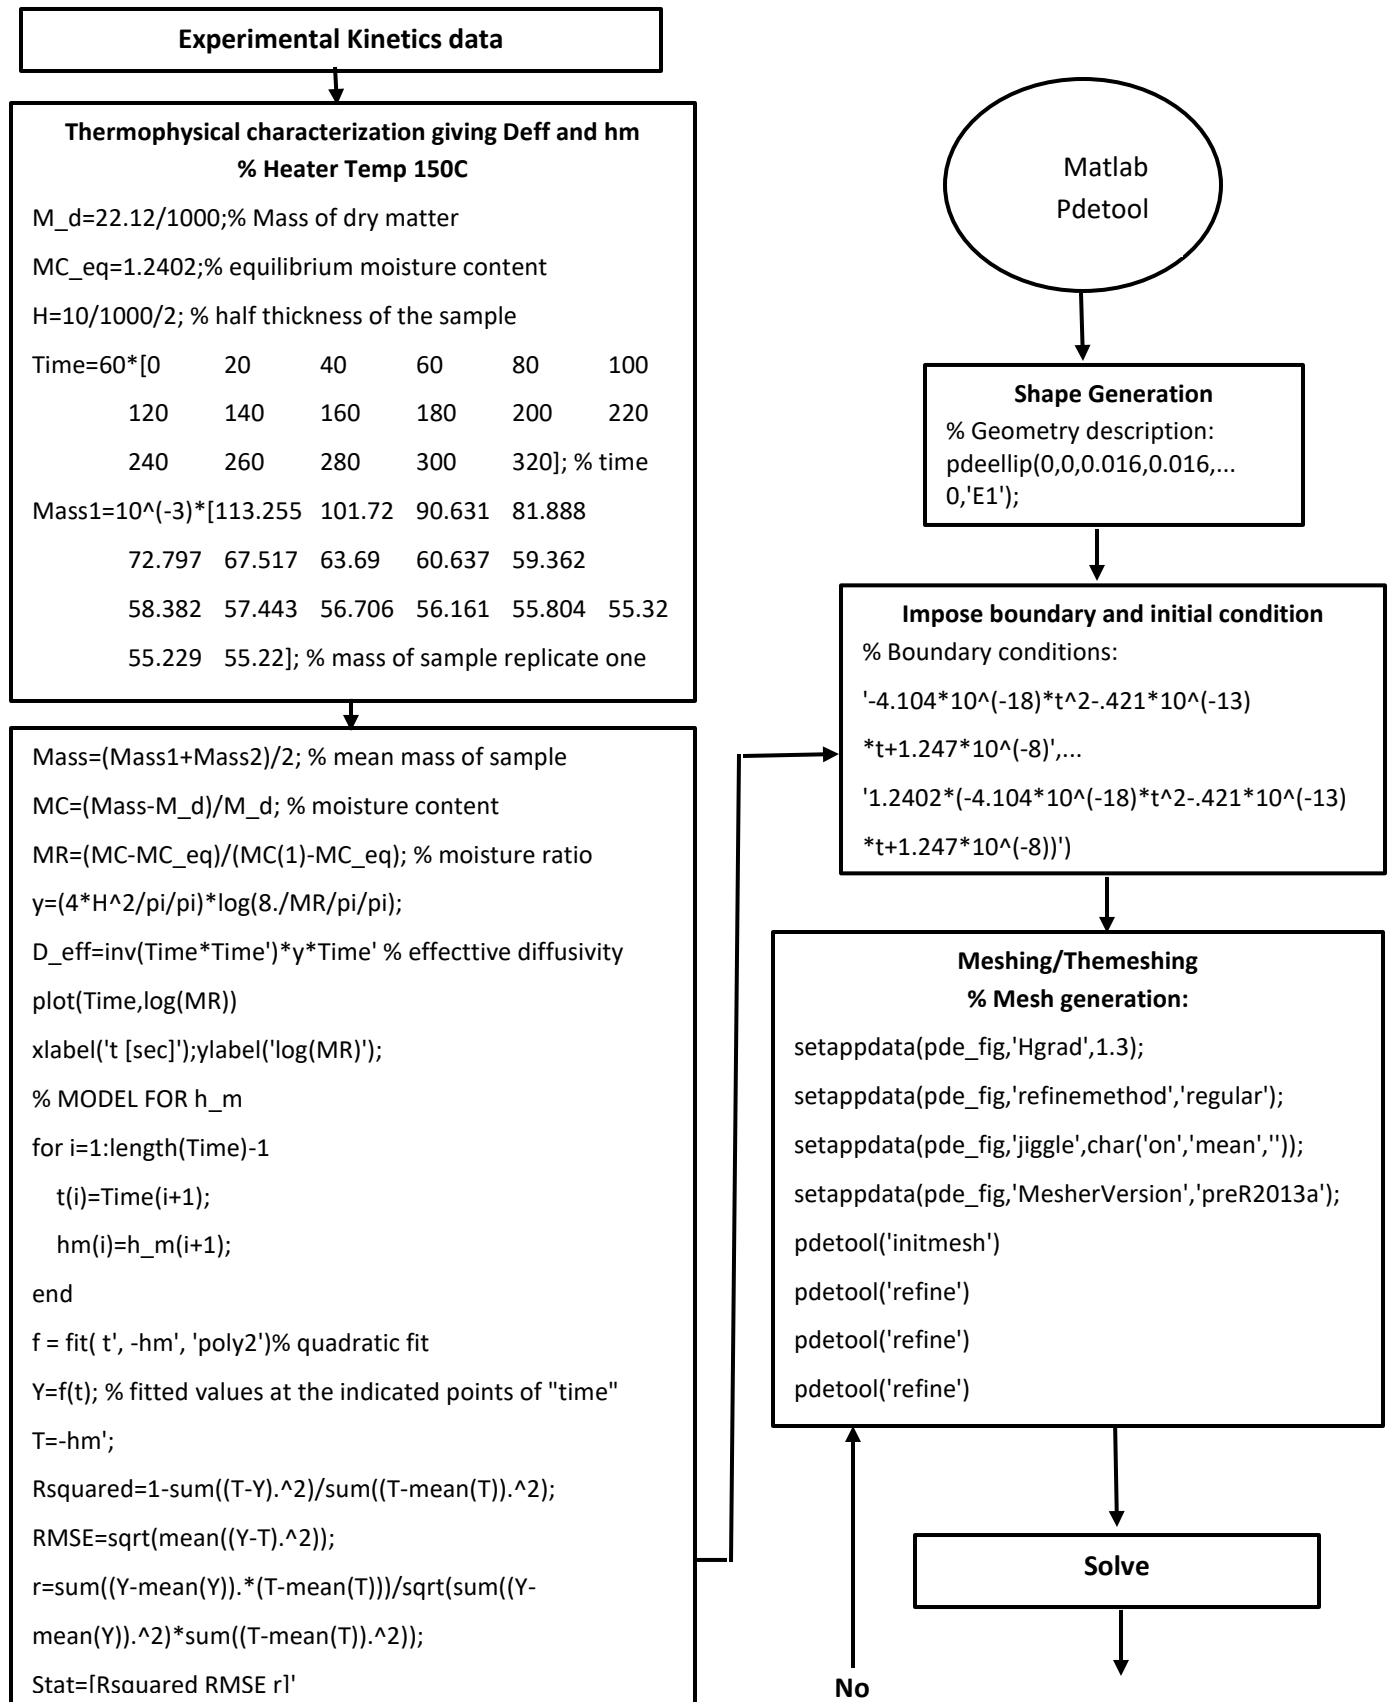 Experimental Kinetics data
Thermophysical characterization giving Deff and hm
% Heater Temp 150C
M_d=22.12/1000;% Mass of dry matter
MC_eq=1.2402;% equilibrium moisture content
H=10/1000/2; % half thickness of the sample
Time=60*[0 20 40 60 80 100
120 140 160 180 200 220
240 260 280 300 320]; % time
Mass1=10^(-3)*[113.255 101.72 90.631 81.888
72.797 67.517 63.69 60.637 59.362
58.382 57.443 56.706 56.161 55.804 55.32
55.229 55.22]; % mass of sample replicate one
Mass=(Mass1+Mass2)/2; % mean mass of sample
MC=(Mass-M_d)/M_d; % moisture content
MR=(MC-MC_eq)/(MC(1)-MC_eq); % moisture ratio
y=(4*H^2/pi/pi)*log(8./MR/pi/pi);
D_eff=inv(Time*Time')*y*Time' % effecttive diffusivity
plot(Time,log(MR))
xlabel('t [sec]');ylabel('log(MR)');
% MODEL FOR h_m
for i=1:length(Time)-1
t(i)=Time(i+1);
hm(i)=h_m(i+1);
end
f = fit( t', -hm', 'poly2')% quadratic fit
Y=f(t); % fitted values at the indicated points of "time"
T=-hm';
Rsquared=1-sum((T-Y).^2)/sum((T-mean(T)).^2);
RMSE=sqrt(mean((Y-T).^2));
r=sum((Y-mean(Y)).*(T-mean(T)))/sqrt(sum((Y-
mean(Y)).^2)*sum((T-mean(T)).^2));
Stat=[Rsquared RMSE r]'
Matlab
Pdetool
Shape Generation
% Geometry description:
pdeellip(0,0,0.016,0.016,...
0,'E1');
Impose boundary and initial condition
% Boundary conditions:
'-4.104*10^(-18)*t^2-.421*10^(-13)
*t+1.247*10^(-8)',...
'1.2402*(-4.104*10^(-18)*t^2-.421*10^(-13)
*t+1.247*10^(-8))')
Meshing/Themeshing
% Mesh generation:
setappdata(pde_fig,'Hgrad',1.3);
setappdata(pde_fig,'refinemethod','regular');
setappdata(pde_fig,'jiggle',char('on','mean',''));
setappdata(pde_fig,'MesherVersion','preR2013a');
pdetool('initmesh')
pdetool('refine')
pdetool('refine')
pdetool('refine')
Solve
No